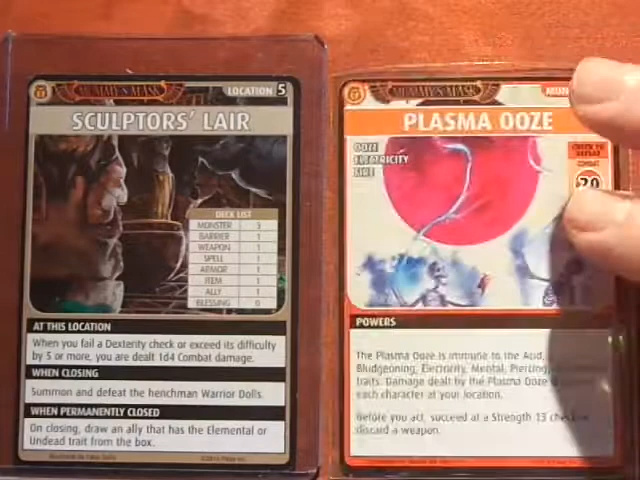 MUMMY'S MASK
LOCATION 5
SCULPTORS' LAIR
DECK LIST
MONSTER 3
BARRIER 1
WEAPON 1
SPELL 1
ARMOR 1
ITEM 1
ALLY 1
BLESSING 0
AT THIS LOCATION
When you fail a Dexterity check or exceed its difficulty
by 5 or more, you are dealt 1d4 Combat damage.
WHEN CLOSING
Summon and defeat the henchman Warrior Dolls.
WHEN PERMANENTLY CLOSED
On closing, draw an ally that has the Elemental or
Undead trait from the box.
MUMMY'S MASK
PLASMA OOZE
OOZE
ELECTRICITY
FIRE
CHECK TO
DEFEAT
COMBAT
20
POWERS
The Plasma Ooze is immune to the Acid,
Bludgeoning, Electricity, Mental, Piercing,
traits. Damage dealt by the Plasma Ooze
each character at your location.
Before you act, succeed at a Strength 13 check
discard a weapon.